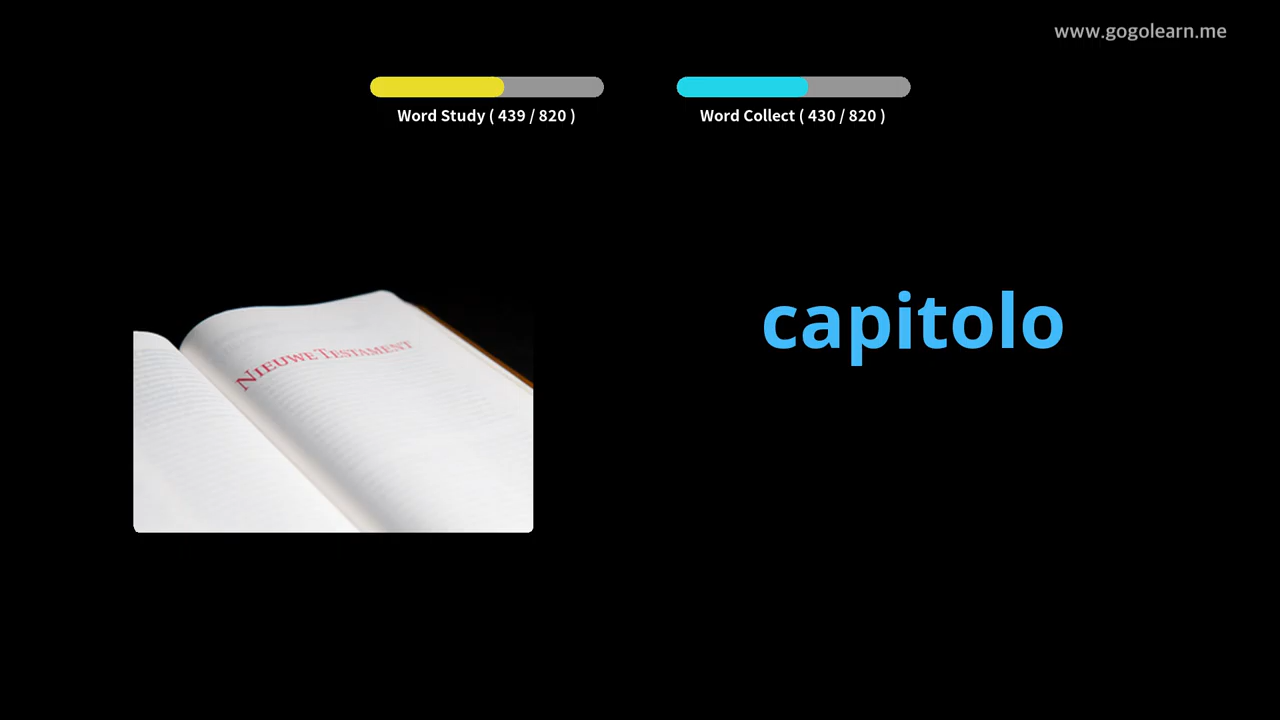 www.gogolearn.me
Word Study ( 439 / 820 )
Word Collect ( 430 / 820 )
capitolo
NIEUWE TESTAMENT